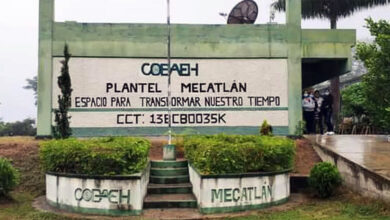 COBAEH
PLANTEL MECATLÁN
ESPACIO PARA TRANSFORMAR NUESTRO TIEMPO
CCT: 13ECB0035K
COBAEH MECATLÁN